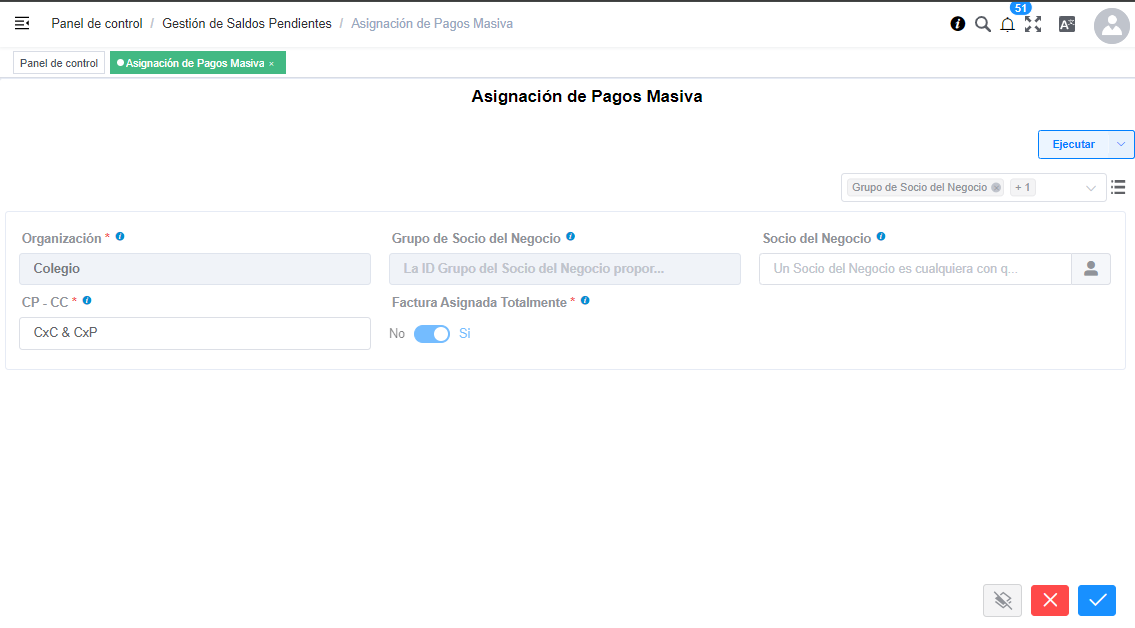 Panel de control / Gestión de Saldos Pendientes / Asignación de Pagos Masiva
51
Panel de control
Asignación de Pagos Masiva ×
Asignación de Pagos Masiva
Ejecutar
Grupo de Socio del Negocio + 1
Organización * Grupo de Socio del Negocio Socio del Negocio
Colegio La ID Grupo del Socio del Negocio propor... Un Socio del Negocio es cualquiera con q...
CP - CC * Factura Asignada Totalmente *
CxC & CxP No Si